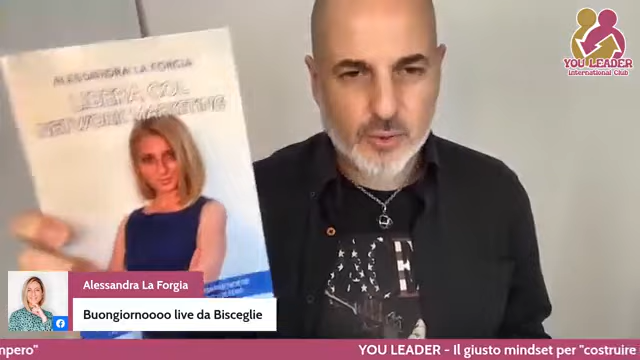 ALESSANDRA LA FORGIA
LIBERA COL
NETWORK MARKETING
YOU LEADER
International Club
Alessandra La Forgia
Buongiornoooo live da Bisceglie
mpero"
YOU LEADER - Il giusto mindset per "costruire